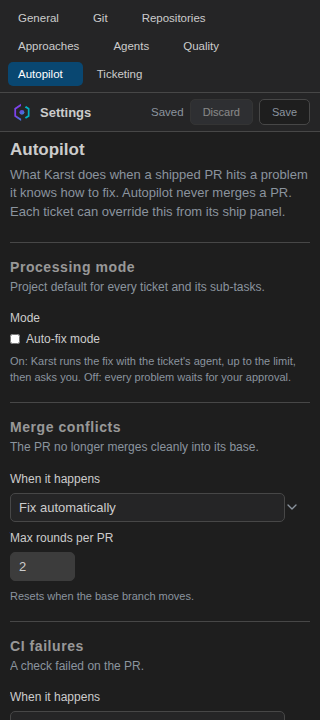 General Git Repositories
Approaches Agents Quality
Autopilot Ticketing
Settings Saved Discard Save
Autopilot
What Karst does when a shipped PR hits a problem
it knows how to fix. Autopilot never merges a PR.
Each ticket can override this from its ship panel.
Processing mode
Project default for every ticket and its sub-tasks.
Mode
Auto-fix mode
On: Karst runs the fix with the ticket's agent, up to the limit,
then asks you. Off: every problem waits for your approval.
Merge conflicts
The PR no longer merges cleanly into its base.
When it happens
Fix automatically
Max rounds per PR
2
Resets when the base branch moves.
CI failures
A check failed on the PR.
When it happens